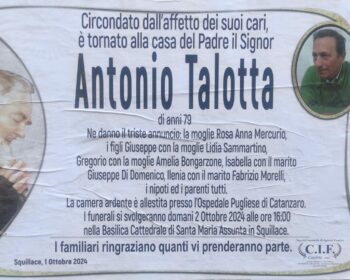 Circondato dall'affetto dei suoi cari,
è tornato alla casa del Padre il Signor
Antonio Talotta
di anni 79
Ne danno il triste annuncio: la moglie Rosa Anna Mercurio,
i figli Giuseppe con la moglie Lidia Sammartino,
Gregorio con la moglie Amelia Bongarzone, Isabella con il marito
Giuseppe Di Domenico, Ilenia con il marito Fabrizio Morelli,
i nipoti ed i parenti tutti.
La camera ardente è allestita presso l'Ospedale Pugliese di Catanzaro.
I funerali si svolgeranno domani 2 Ottobre 2024 alle ore 16:00
nella Basilica Cattedrale di Santa Maria Assunta in Squillace.
I familiari ringraziano quanti vi prenderanno parte.
Squillace, 1 Ottobre 2024
C.I.F.